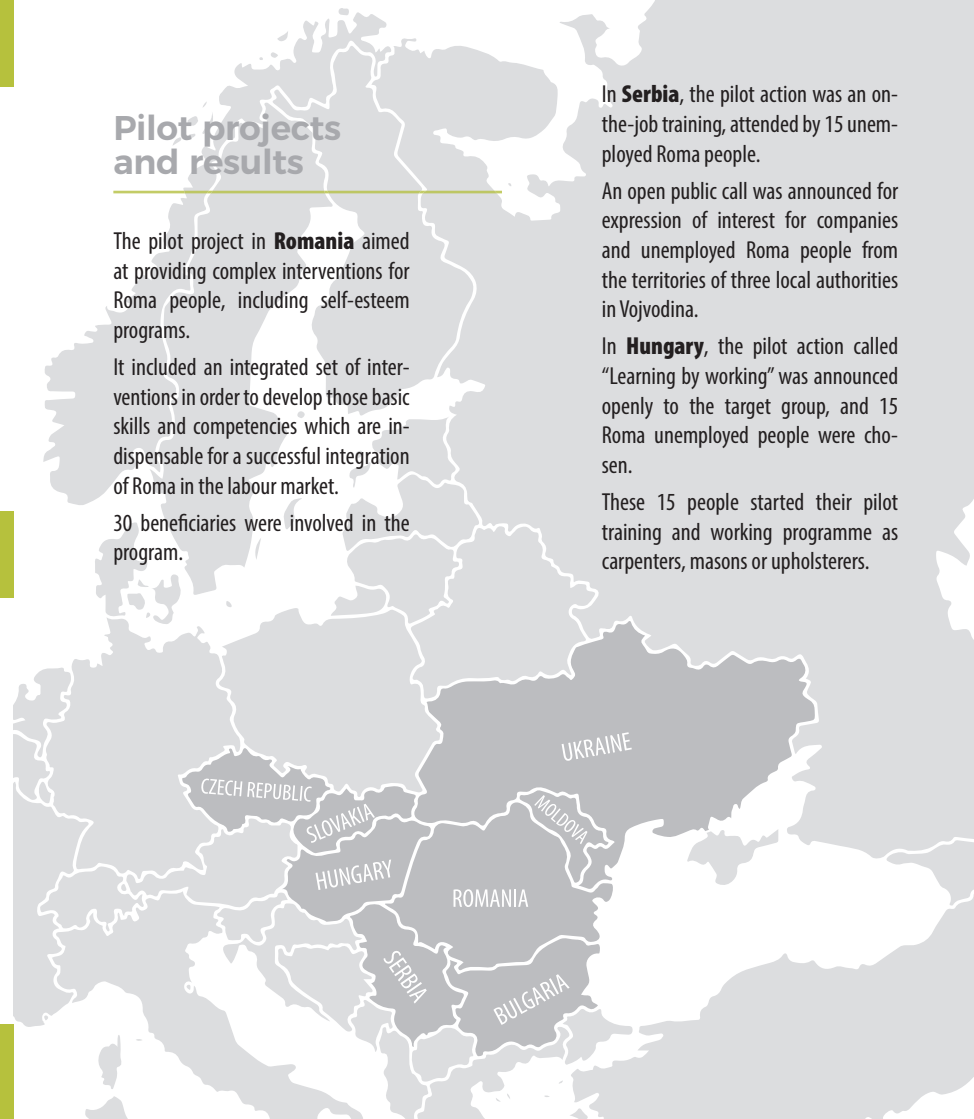 Pilot projects
and results
The pilot project in Romania aimed
at providing complex interventions for
Roma people, including self-esteem
programs.
It included an integrated set of inter-
ventions in order to develop those basic
skills and competencies which are in-
dispensable for a successful integration
of Roma in the labour market.
30 beneficiaries were involved in the
program.
In Serbia, the pilot action was an on-
the-job training, attended by 15 unem-
ployed Roma people.
An open public call was announced for
expression of interest for companies
and unemployed Roma people from
the territories of three local authorities
in Vojvodina.
In Hungary, the pilot action called
“Learning by working” was announced
openly to the target group, and 15
Roma unemployed people were cho-
sen.
These 15 people started their pilot
training and working programme as
carpenters, masons or upholsterers.
UKRAINE
CZECH REPUBLIC
SLOVAKIA
MOLDOVA
HUNGARY
ROMANIA
SERBIA
BULGARIA